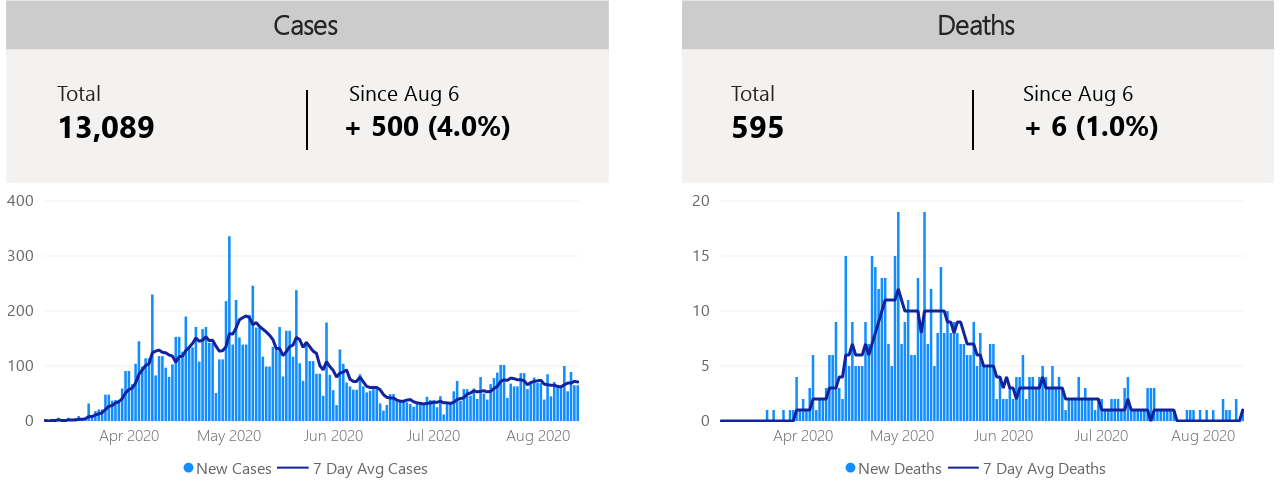 Cases
Total
13,089
Since Aug 6
+ 500 (4.0%)
400
300
200
100
0
Apr 2020 May 2020 Jun 2020 Jul 2020 Aug 2020
New Cases 7 Day Avg Cases
Deaths
Total
595
Since Aug 6
+ 6 (1.0%)
20
15
10
5
0
Apr 2020 May 2020 Jun 2020 Jul 2020 Aug 2020
New Deaths 7 Day Avg Deaths